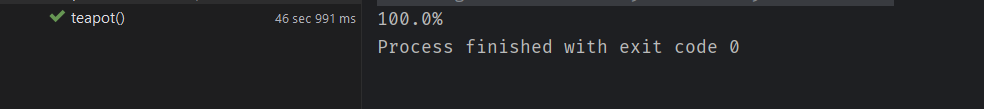 teapot()
46 sec 991 ms
100.0%
Process finished with exit code 0